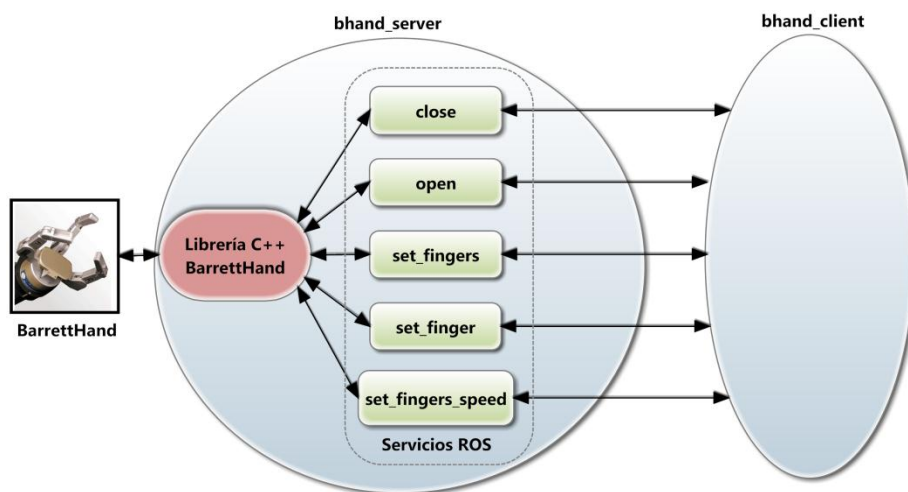 bhand_server
bhand_client
close
open
set_fingers
set_finger
set_fingers_speed
Servicios ROS
Librería C++
BarrettHand
BarrettHand